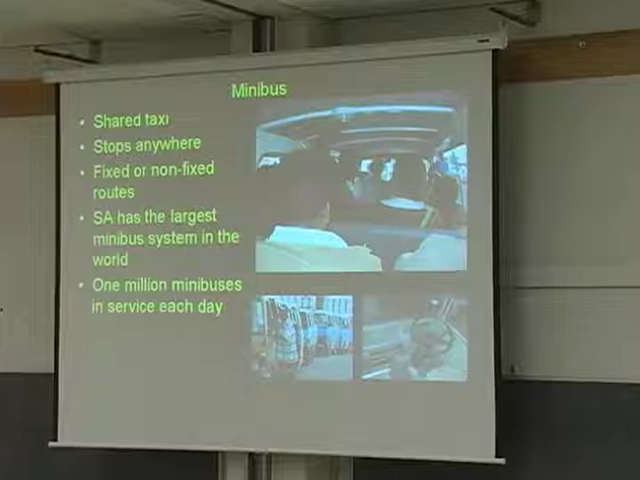 Minibus
• Shared taxi
• Stops anywhere
• Fixed or non-fixed
routes
• SA has the largest
minibus system in the
world
• One million minibuses
in service each day